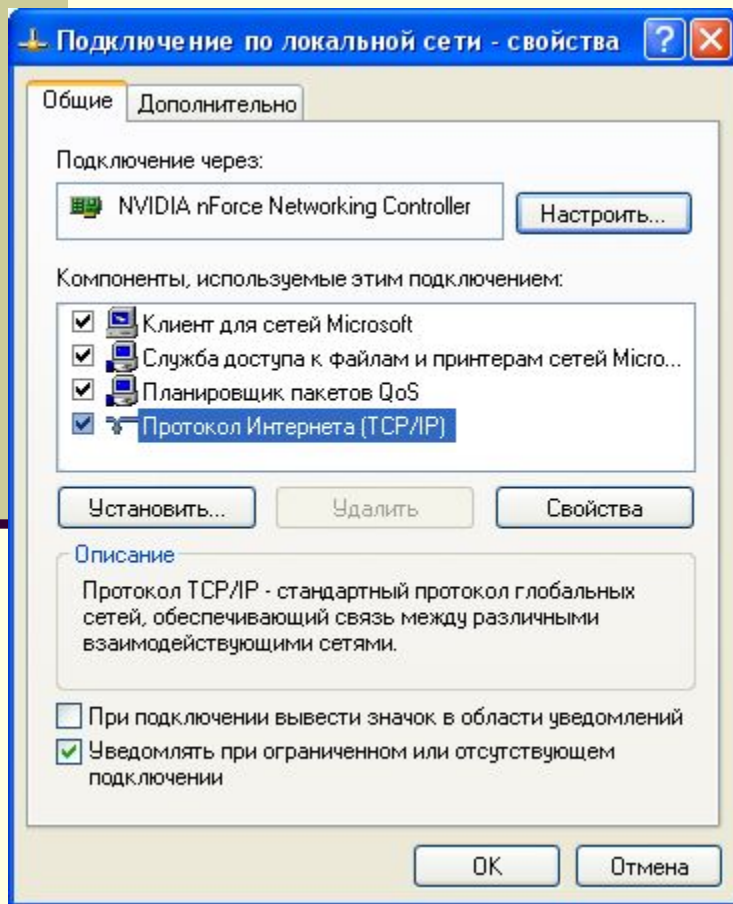 Подключение по локальной сети - свойства
Общие
Дополнительно
Подключение через:
NVIDIA nForce Networking Controller
Настроить...
Компоненты, используемые этим подключением:
Клиент для сетей Microsoft
Служба доступа к файлам и принтерам сетей Micro...
Планировщик пакетов QoS
Протокол Интернета (TCP/IP)
Установить...
Удалить
Свойства
Описание
Протокол TCP/IP - стандартный протокол глобальных
сетей, обеспечивающий связь между различными
взаимодействующими сетями.
При подключении вывести значок в области уведомлений
Уведомлять при ограниченном или отсутствующем
подключении
OK
Отмена